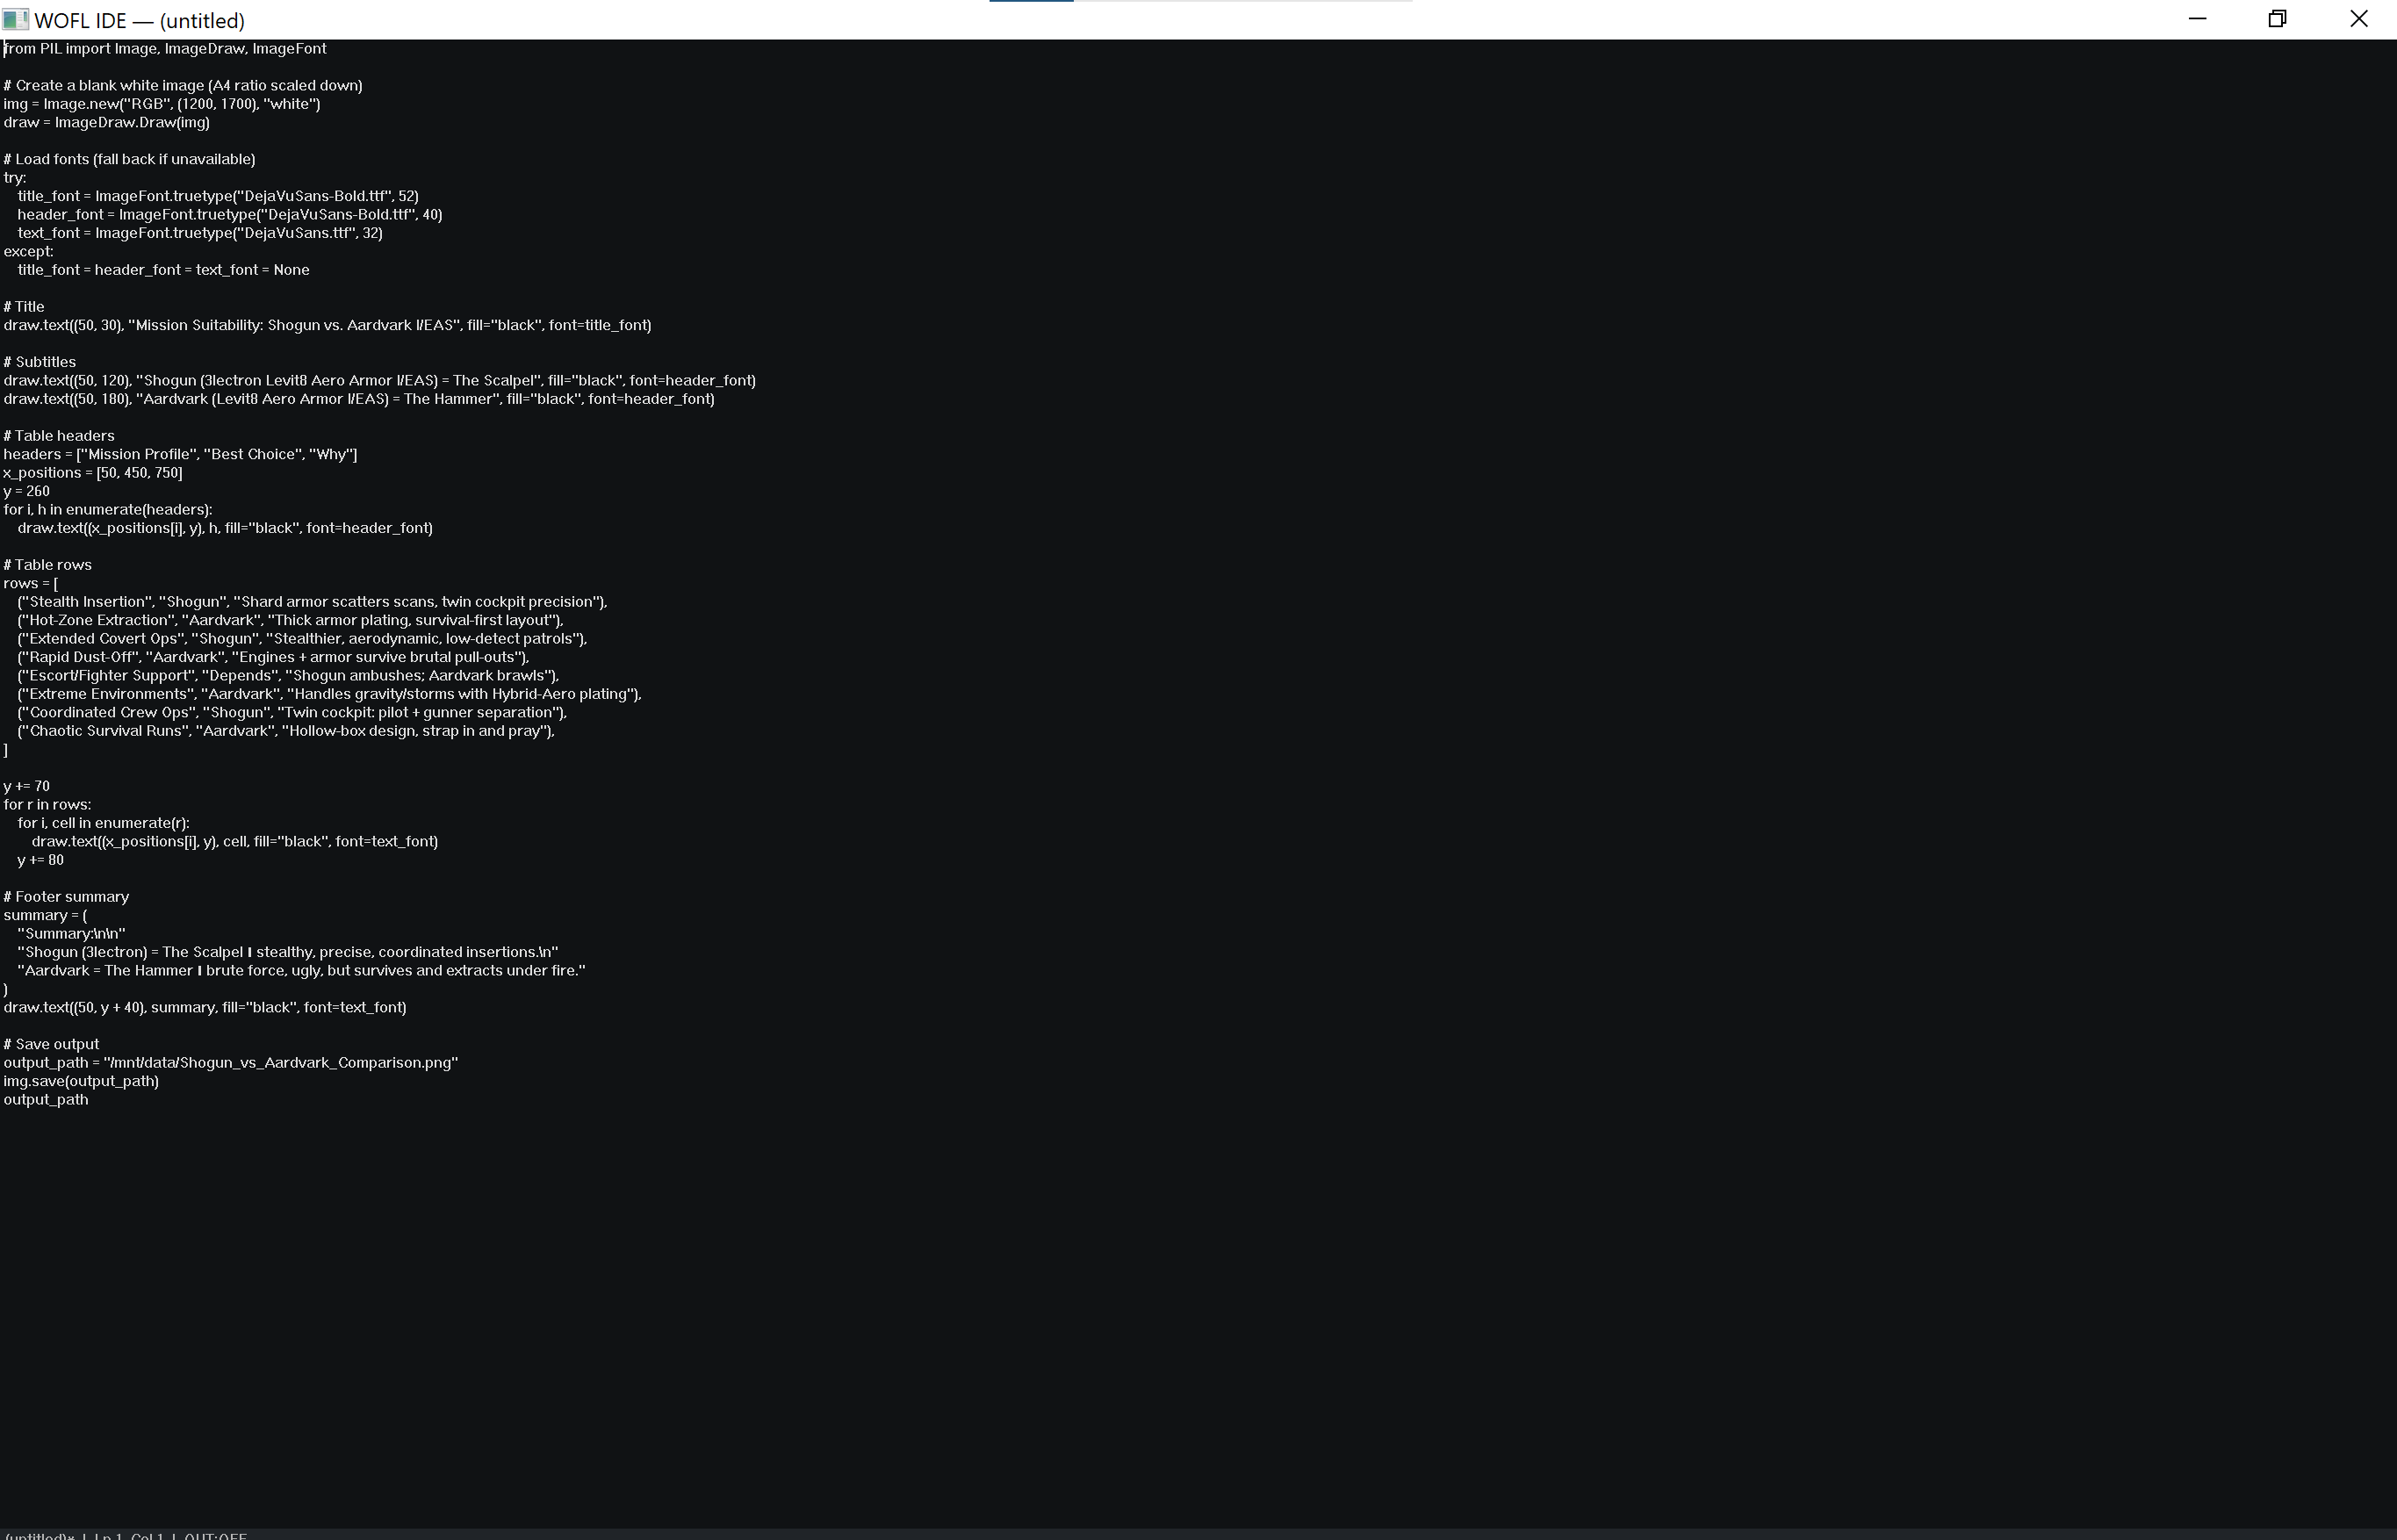 WOFL IDE — (untitled)
from PIL import Image, ImageDraw, ImageFont

# Create a blank white image (A4 ratio scaled down)
img = Image.new("RGB", (1200, 1700), "white")
draw = ImageDraw.Draw(img)

# Load fonts (fall back if unavailable)
try:
    title_font = ImageFont.truetype("DejaVuSans-Bold.ttf", 52)
    header_font = ImageFont.truetype("DejaVuSans-Bold.ttf", 40)
    text_font = ImageFont.truetype("DejaVuSans.ttf", 32)
except:
    title_font = header_font = text_font = None

# Title
draw.text((50, 30), "Mission Suitability: Shogun vs. Aardvark I/EAS", fill="black", font=title_font)

# Subtitles
draw.text((50, 120), "Shogun (3lectron Levit8 Aero Armor I/EAS) = The Scalpel", fill="black", font=header_font)
draw.text((50, 180), "Aardvark (Levit8 Aero Armor I/EAS) = The Hammer", fill="black", font=header_font)

# Table headers
headers = ["Mission Profile", "Best Choice", "Why"]
x_positions = [50, 450, 750]
y = 260
for i, h in enumerate(headers):
    draw.text((x_positions[i], y), h, fill="black", font=header_font)

# Table rows
rows = [
    ("Stealth Insertion", "Shogun", "Shard armor scatters scans, twin cockpit precision"),
    ("Hot-Zone Extraction", "Aardvark", "Thick armor plating, survival-first layout"),
    ("Extended Covert Ops", "Shogun", "Stealthier, aerodynamic, low-detect patrols"),
    ("Rapid Dust-Off", "Aardvark", "Engines + armor survive brutal pull-outs"),
    ("Escort/Fighter Support", "Depends", "Shogun ambushes; Aardvark brawls"),
    ("Extreme Environments", "Aardvark", "Handles gravity/storms with Hybrid-Aero plating"),
    ("Coordinated Crew Ops", "Shogun", "Twin cockpit: pilot + gunner separation"),
    ("Chaotic Survival Runs", "Aardvark", "Hollow-box design, strap in and pray"),
]

y += 70
for r in rows:
    for i, cell in enumerate(r):
        draw.text((x_positions[i], y), cell, fill="black", font=text_font)
    y += 80

# Footer summary
summary = (
    "Summary:\n\n"
    "Shogun (3lectron) = The Scalpel ▮ stealthy, precise, coordinated insertions.\n"
    "Aardvark = The Hammer ▮ brute force, ugly, but survives and extracts under fire."
)
draw.text((50, y + 40), summary, fill="black", font=text_font)

# Save output
output_path = "/mnt/data/Shogun_vs_Aardvark_Comparison.png"
img.save(output_path)
output_path
(untitled)* | Ln 1, Col 1 | OUT:OFF